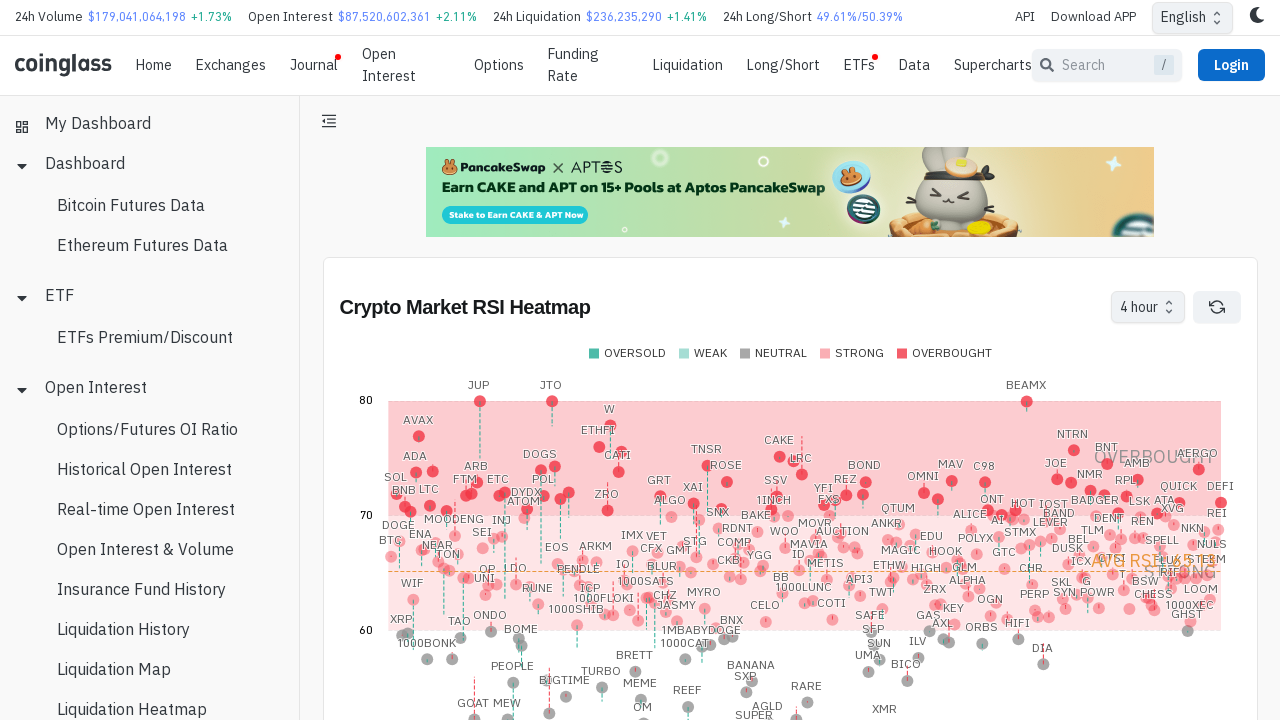 24h Volume $179,041,064,198 +1.73% Open Interest $87,520,602,361 +2.11% 24h Liquidation $236,235,290 +1.41% 24h Long/Short 49.61%/50.39% API Download APP English
coinglass Home Exchanges Journal Open Interest Options Funding Rate Liquidation Long/Short ETFs Data Supercharts Search / Login
My Dashboard
Dashboard
Bitcoin Futures Data
Ethereum Futures Data
ETF
ETFs Premium/Discount
Open Interest
Options/Futures OI Ratio
Historical Open Interest
Real-time Open Interest
Open Interest & Volume
Insurance Fund History
Liquidation History
Liquidation Map
Liquidation Heatmap
PancakeSwap × APTOS
Earn CAKE and APT on 15+ Pools at Aptos PancakeSwap
Stake to Earn CAKE & APT Now
Crypto Market RSI Heatmap 4 hour
OVERSOLD WEAK NEUTRAL STRONG OVERBOUGHT
JUP JTO BEAMX
80
W
AVAX
ETHFI
NTRN
CAKE
TNSR BNT
DOGS CATI AERGO
ADA LRC OVERBOUGHT
ARB ROSE BOND MAV C98 JOE AMB
SOL FTM ETC POL GRT SSV REZ OMNI NMR RPL
BNB LTC DYDX XAI YFI QUICK DEFI
ATOM ZRO ALGO 1INCH FXS ONT HOT IOST BADGER LSK ATA
70
SNX BAKE QTUM ALICE AI BAND XVG REI
DOGE MOODENG INJ RDNT MOVR ANKR LEVER DENT REN NKN
ENA SEI IMX VET WOO AUCTION EDU STMX TLM
BTC NEAR EOS ARKM CFX GMT STG COMP MAVIA MAGIC HOOK POLYX GTC DUSK BEL SPELL NULS
TON IO BLUR CKB YGG ID METIS ETHW HIGH GLM CHR ICX STEEM
STRONG
WIF UNI RUNE PENDLE 1000SATS BB API3 ALPHA SKL G BSW
ICP 1000FLOKI CHZ MYRO 1000LUNC TWT ZRX OGN PERP SYN POWR CHESS LOOM
1000SHIB JASMY CELO COTI KEY 1000XEC
XRP TAO ONDO BNX SAFE GAS AXL HIFI GHST
60
BOME 1MBABYDOGE SFP ORBS
1000BONK 1000CAT SUN ILV DIA
PEOPLE BRETT BANANA UMA BICO
BIGTIME TURBO SXP
MEME REEF RARE
GOAT MEW OM AGLD XMR
SUPER